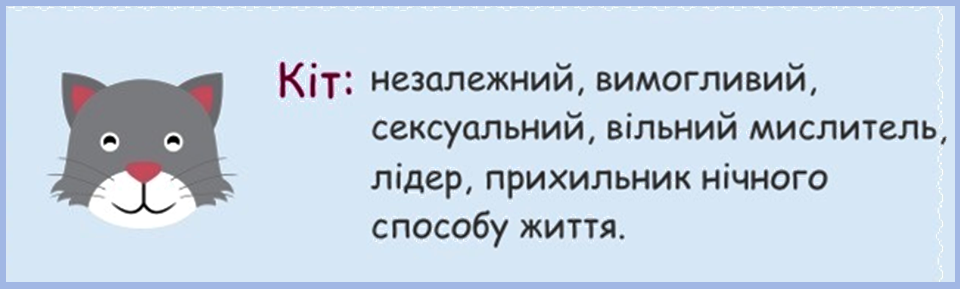 Кіт: незалежний, вимогливий,
сексуальний, вільний мислитель,
лідер, прихильник нічного
способу життя.